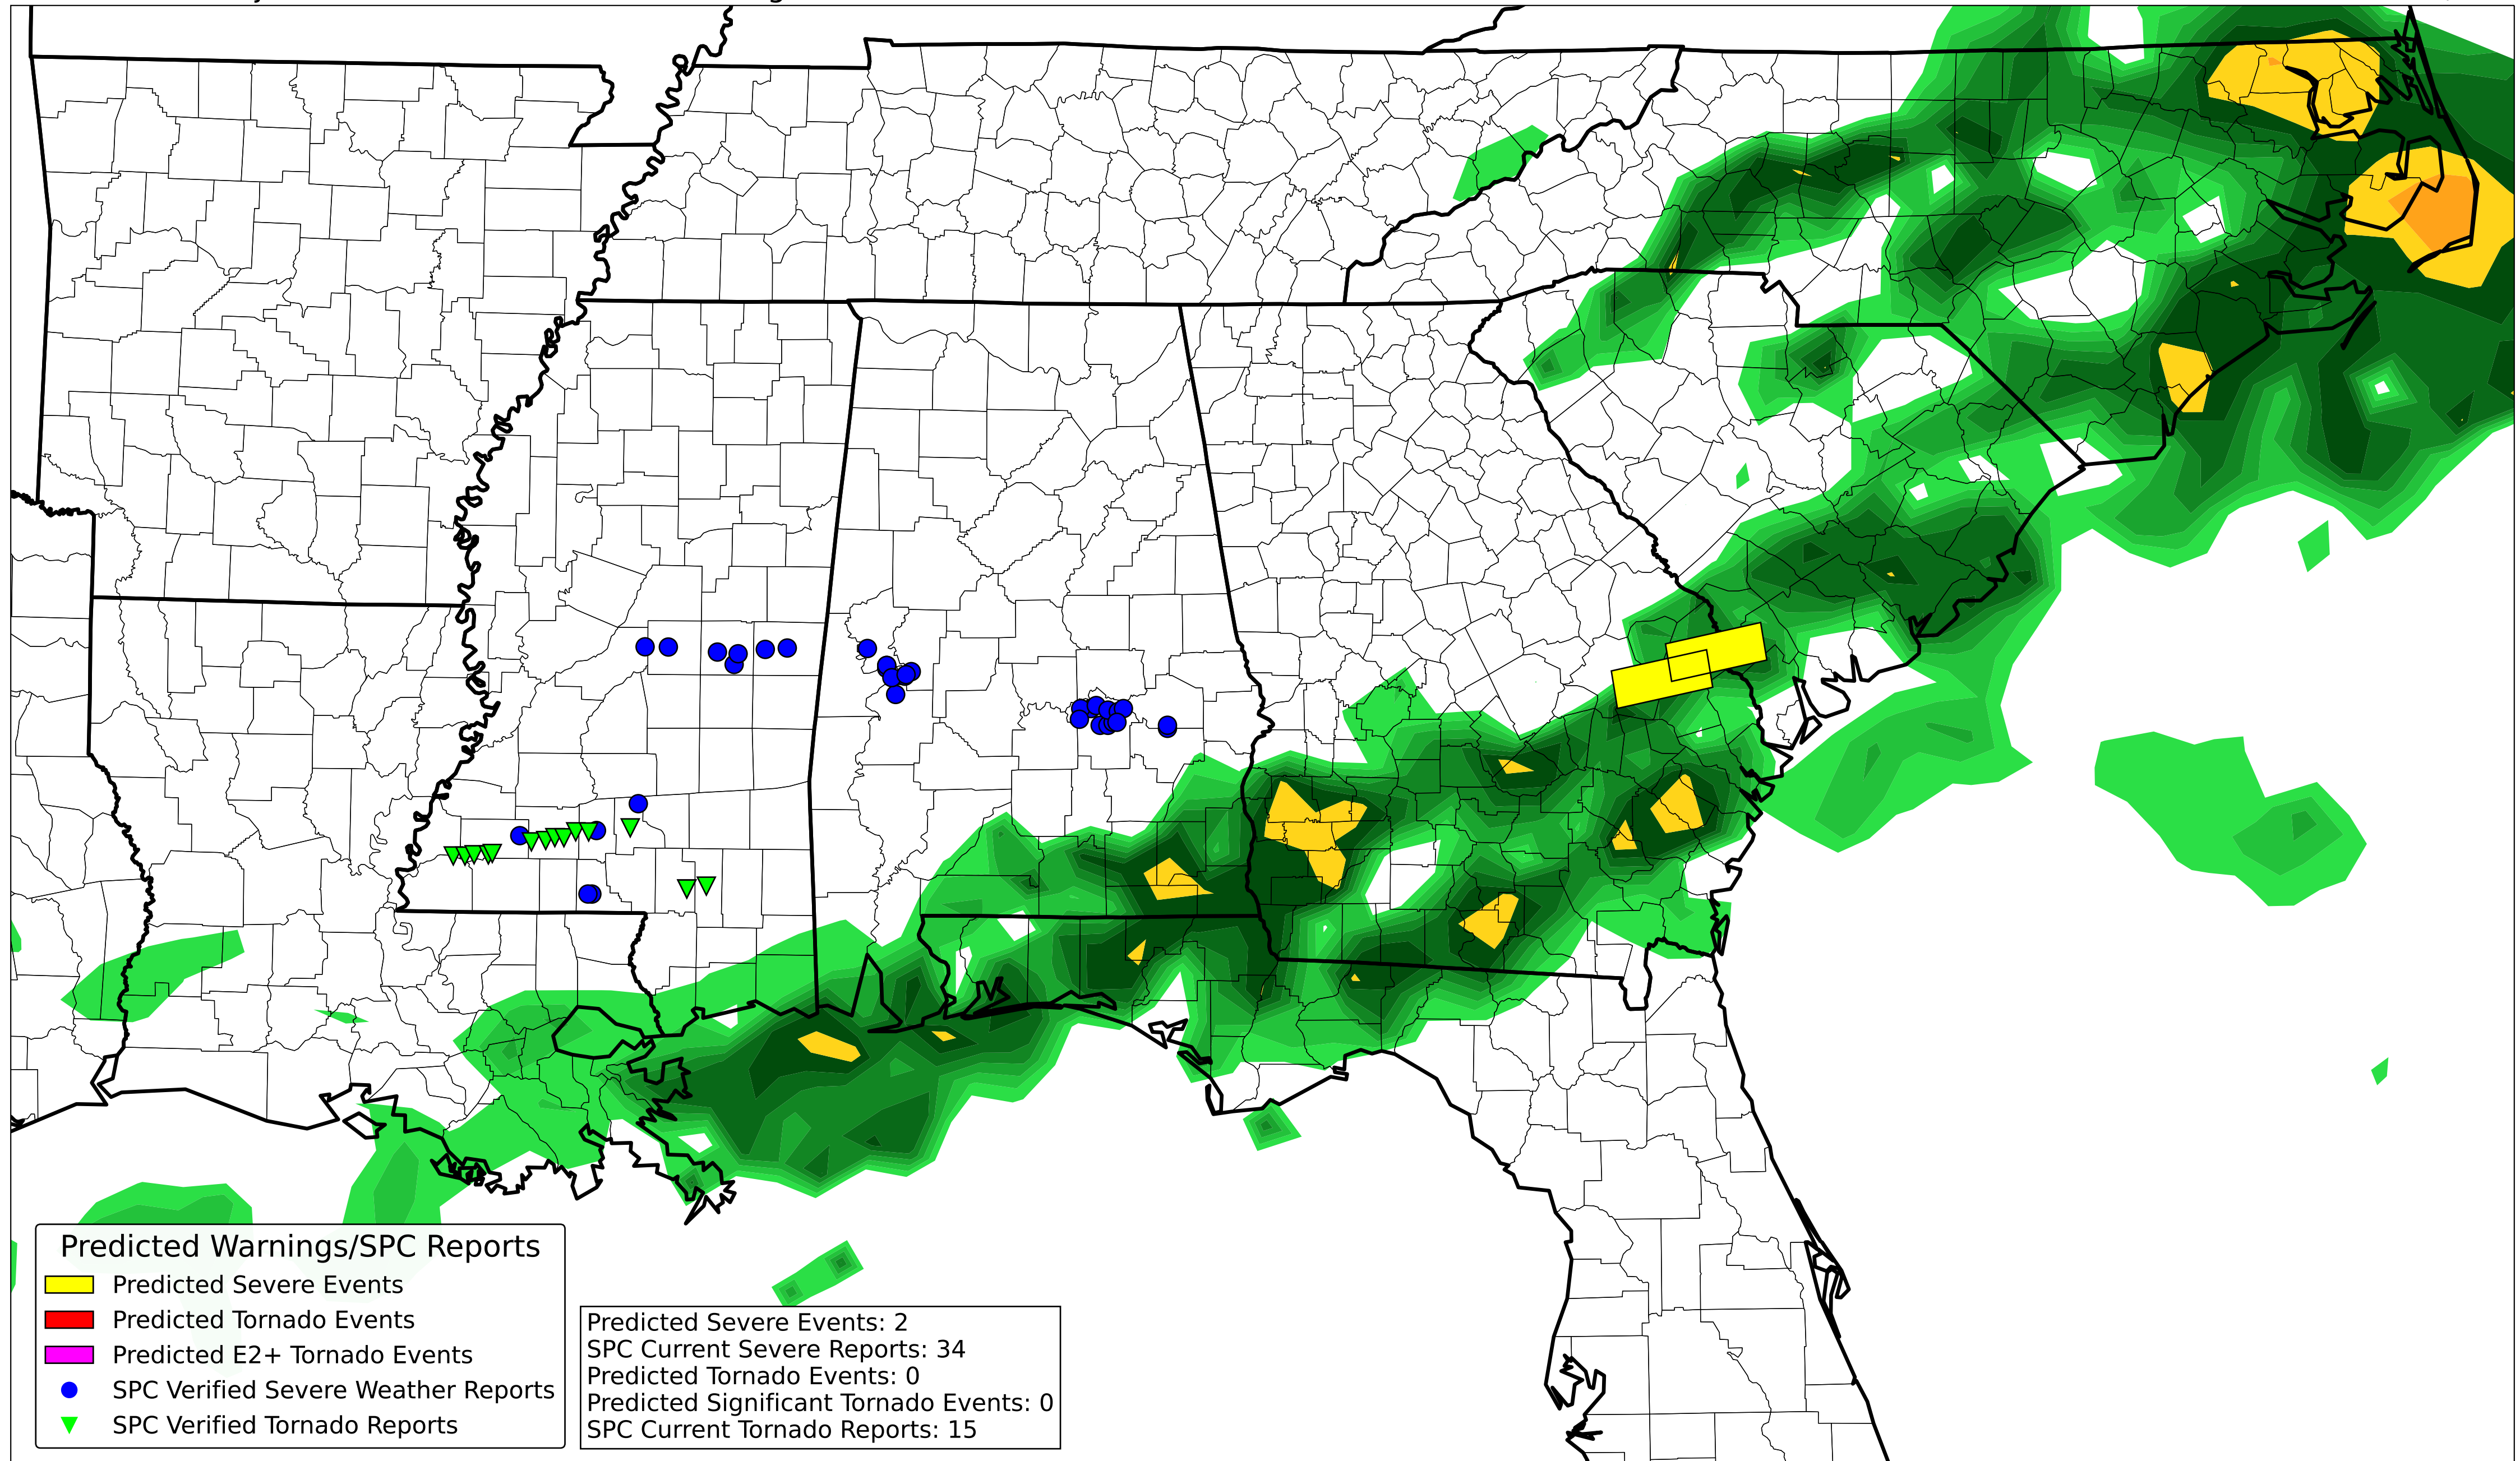 Predicted Warnings/SPC Reports
Predicted Severe Events
Predicted Tornado Events
Predicted E2+ Tornado Events
SPC Verified Severe Weather Reports
SPC Verified Tornado Reports
Predicted Severe Events: 2
SPC Current Severe Reports: 34
Predicted Tornado Events: 0
Predicted Significant Tornado Events: 0
SPC Current Tornado Reports: 15